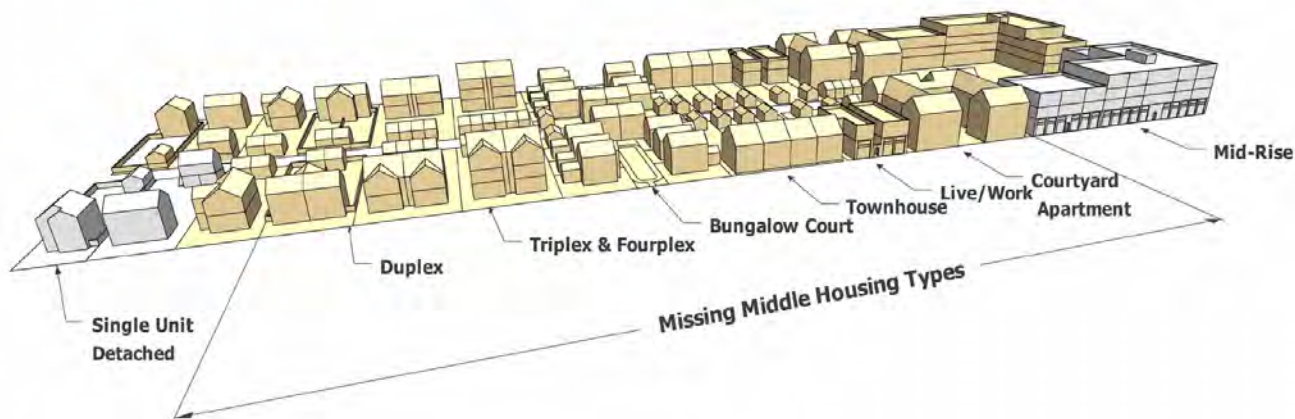 Single Unit
Detached
Duplex
Triplex & Fourplex
Bungalow Court
Townhouse
Live/Work
Courtyard
Apartment
Mid-Rise
Missing Middle Housing Types